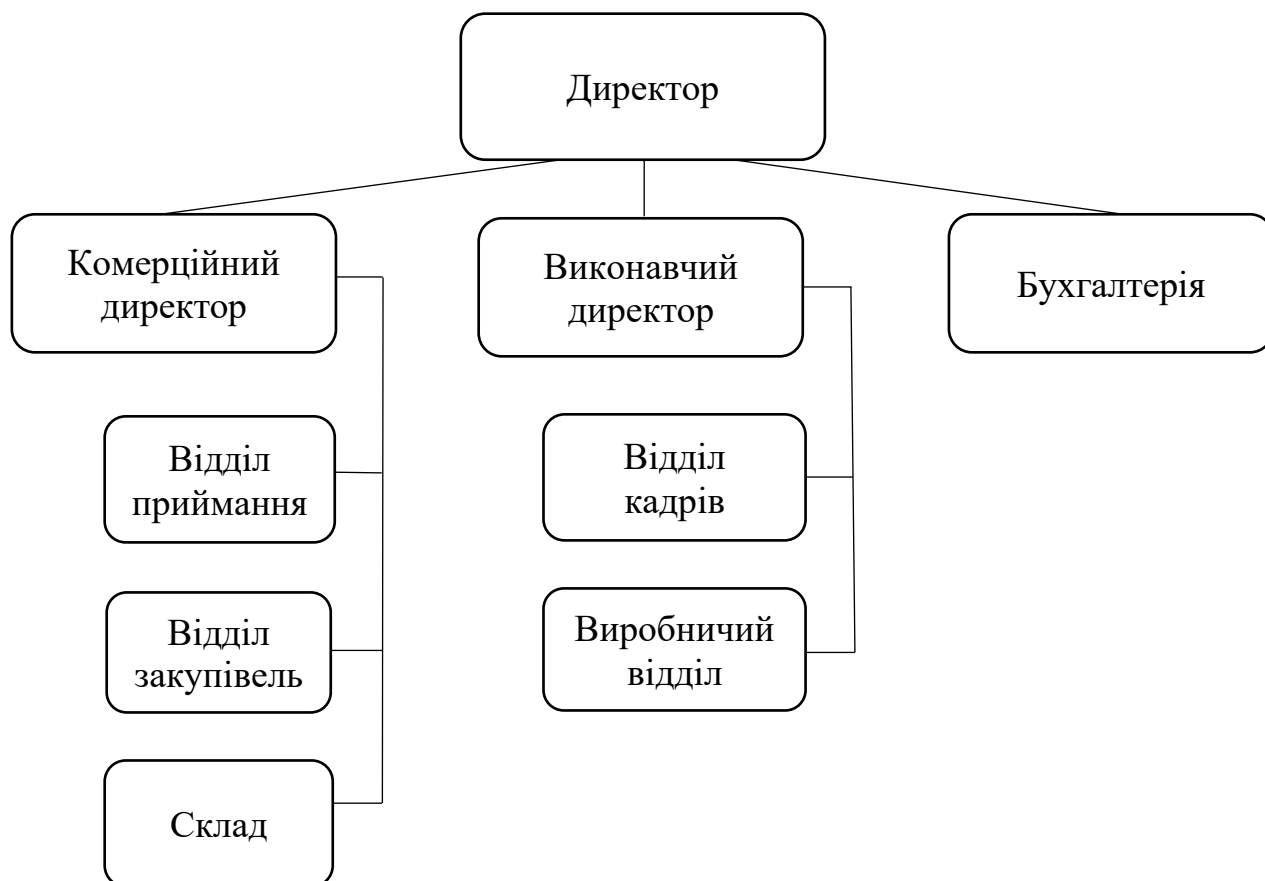 Директор
Комерційний
директор
Виконавчий
директор
Бухгалтерія
Відділ
приймання
Відділ
кадрів
Відділ
закупівель
Виробничий
відділ
Склад